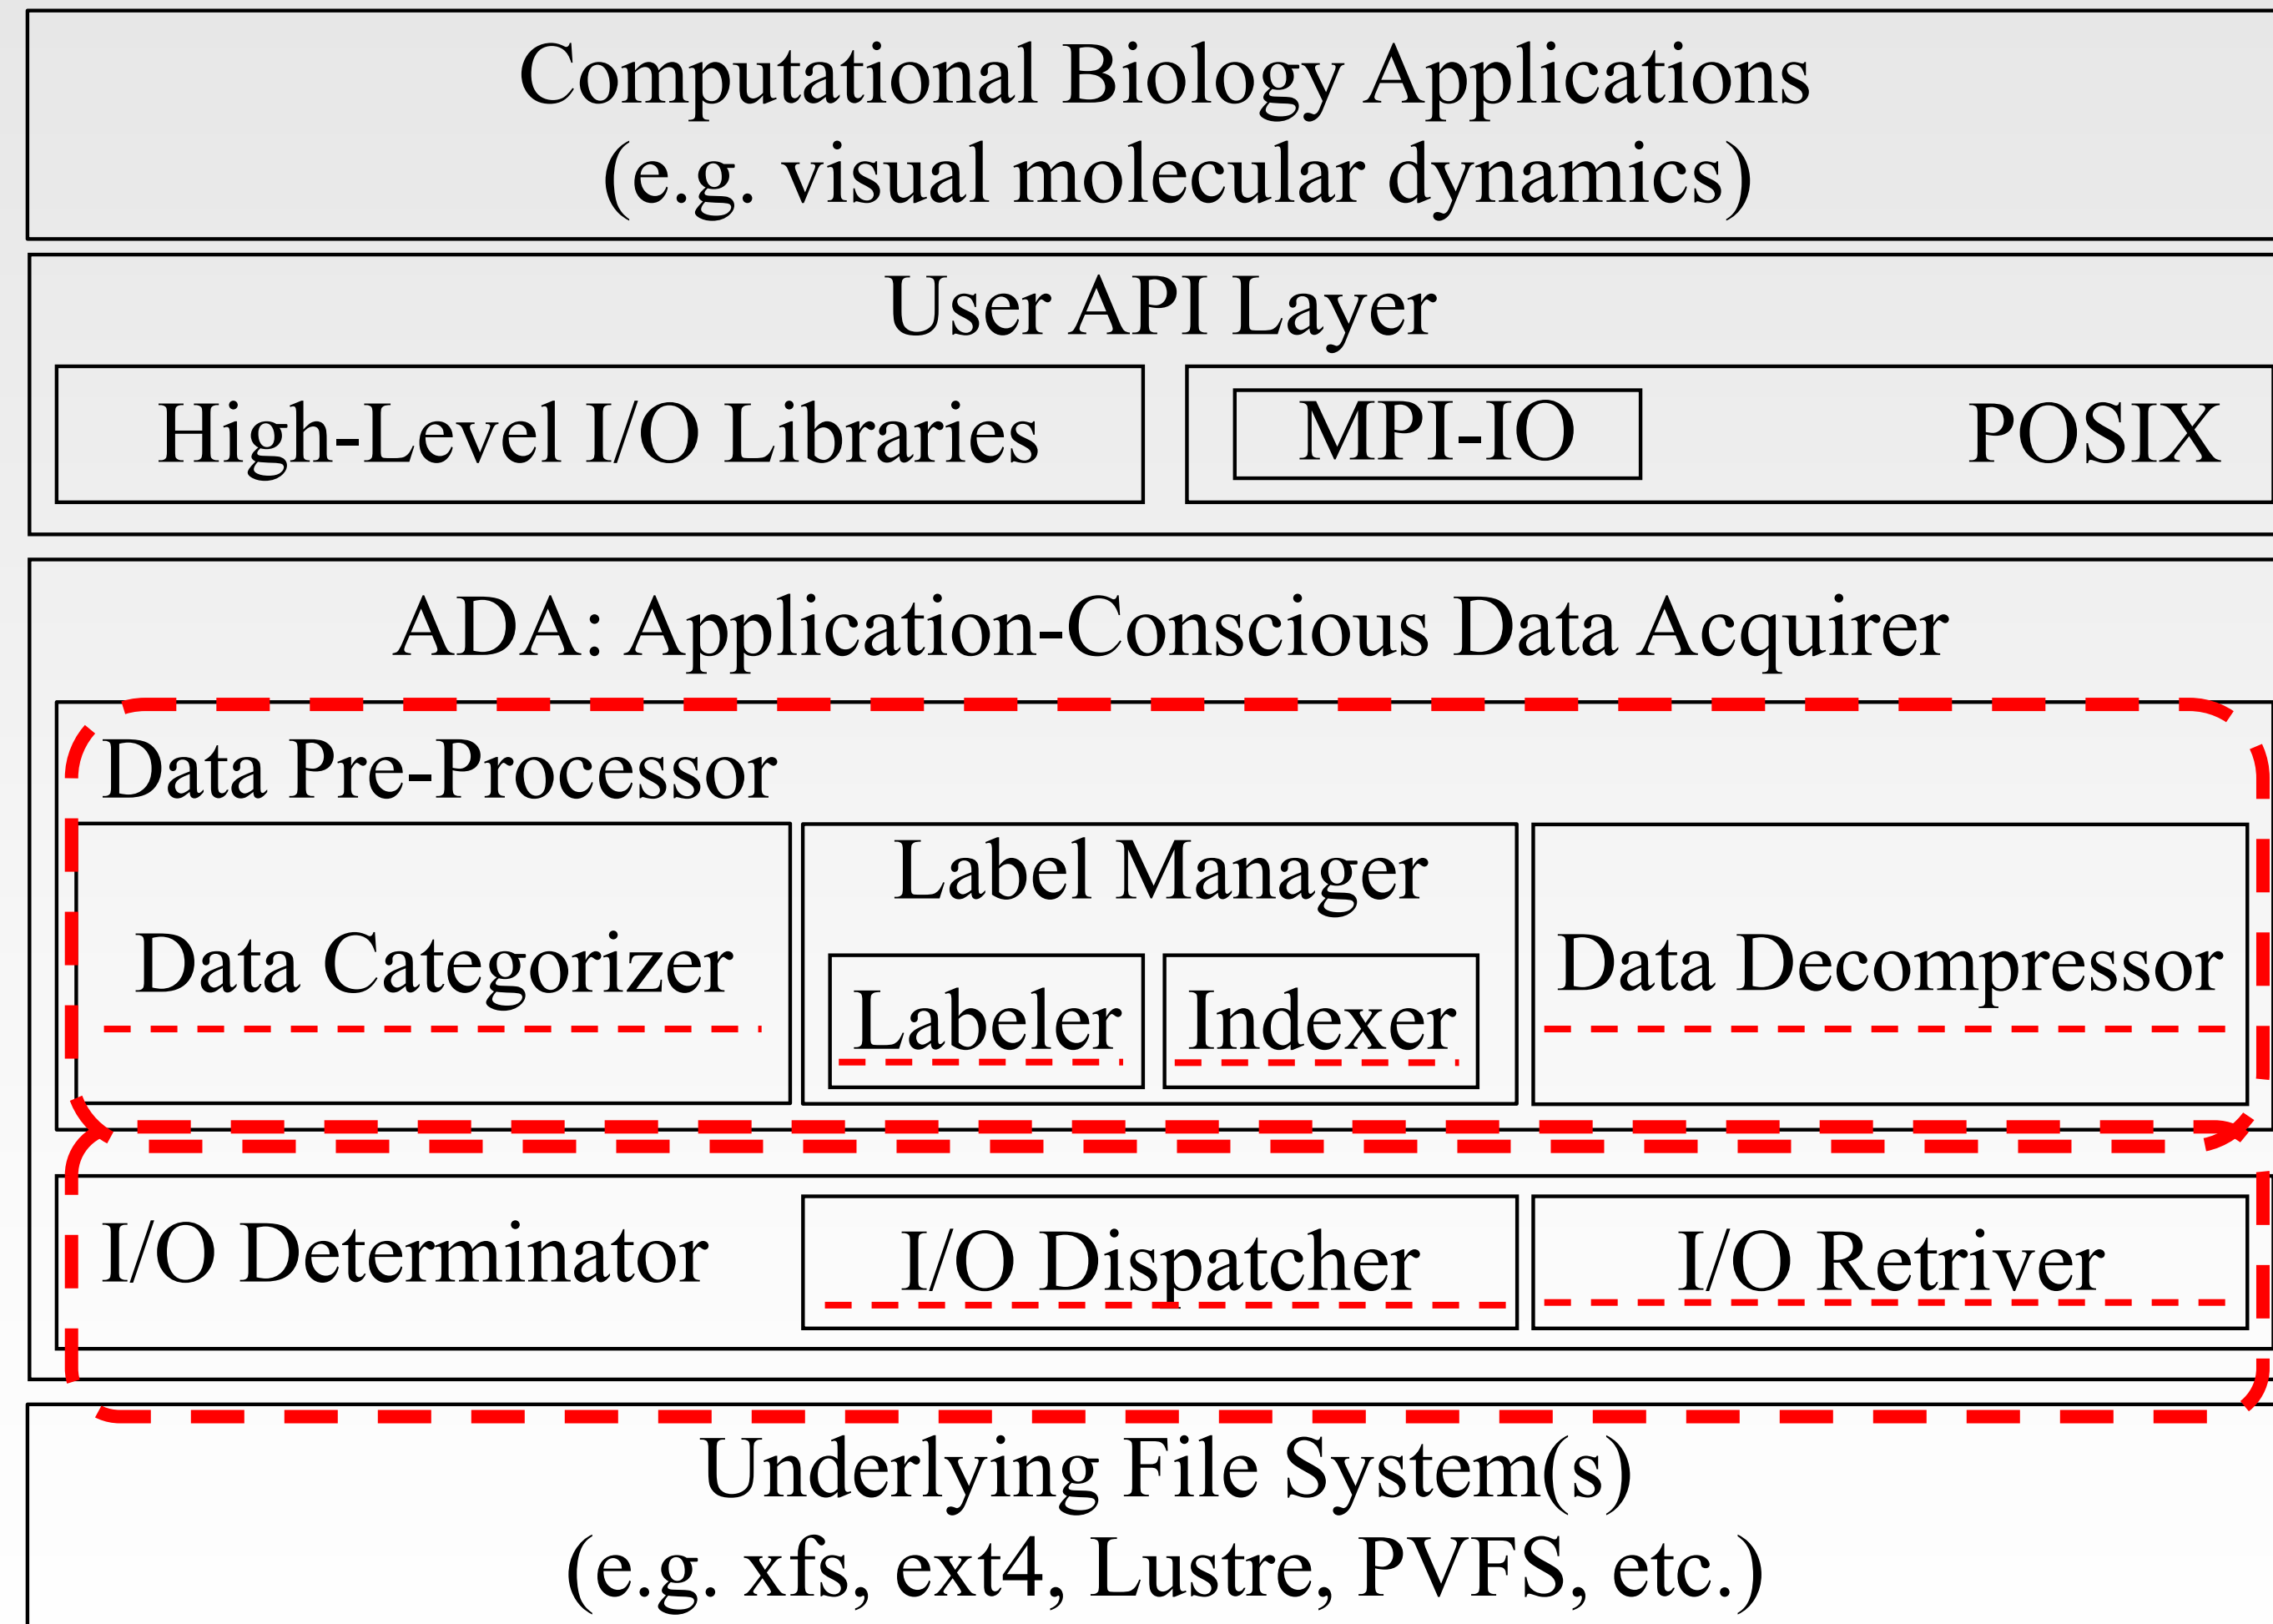 Computational Biology Applications
(e.g. visual molecular dynamics)
User API Layer
High-Level I/O Libraries
MPI-IO
POSIX
ADA: Application-Conscious Data Acquirer
Data Pre-Processor
Data Categorizer
Label Manager
Labeler
Indexer
Data Decompressor
I/O Determinator
I/O Dispatcher
I/O Retriver
Underlying File System(s)
(e.g. xfs, ext4, Lustre, PVFS, etc.)